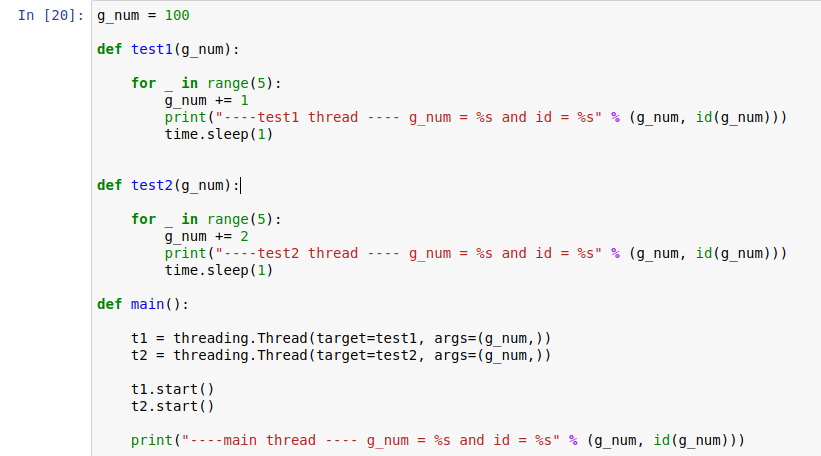 In [20]: g_num = 100
def test1(g_num):
    for _ in range(5):
        g_num += 1
        print("----test1 thread ---- g_num = %s and id = %s" % (g_num, id(g_num)))
        time.sleep(1)
def test2(g_num):
    for _ in range(5):
        g_num += 2
        print("----test2 thread ---- g_num = %s and id = %s" % (g_num, id(g_num)))
        time.sleep(1)
def main():
    t1 = threading.Thread(target=test1, args=(g_num,))
    t2 = threading.Thread(target=test2, args=(g_num,))
    t1.start()
    t2.start()
    print("----main thread ---- g_num = %s and id = %s" % (g_num, id(g_num)))